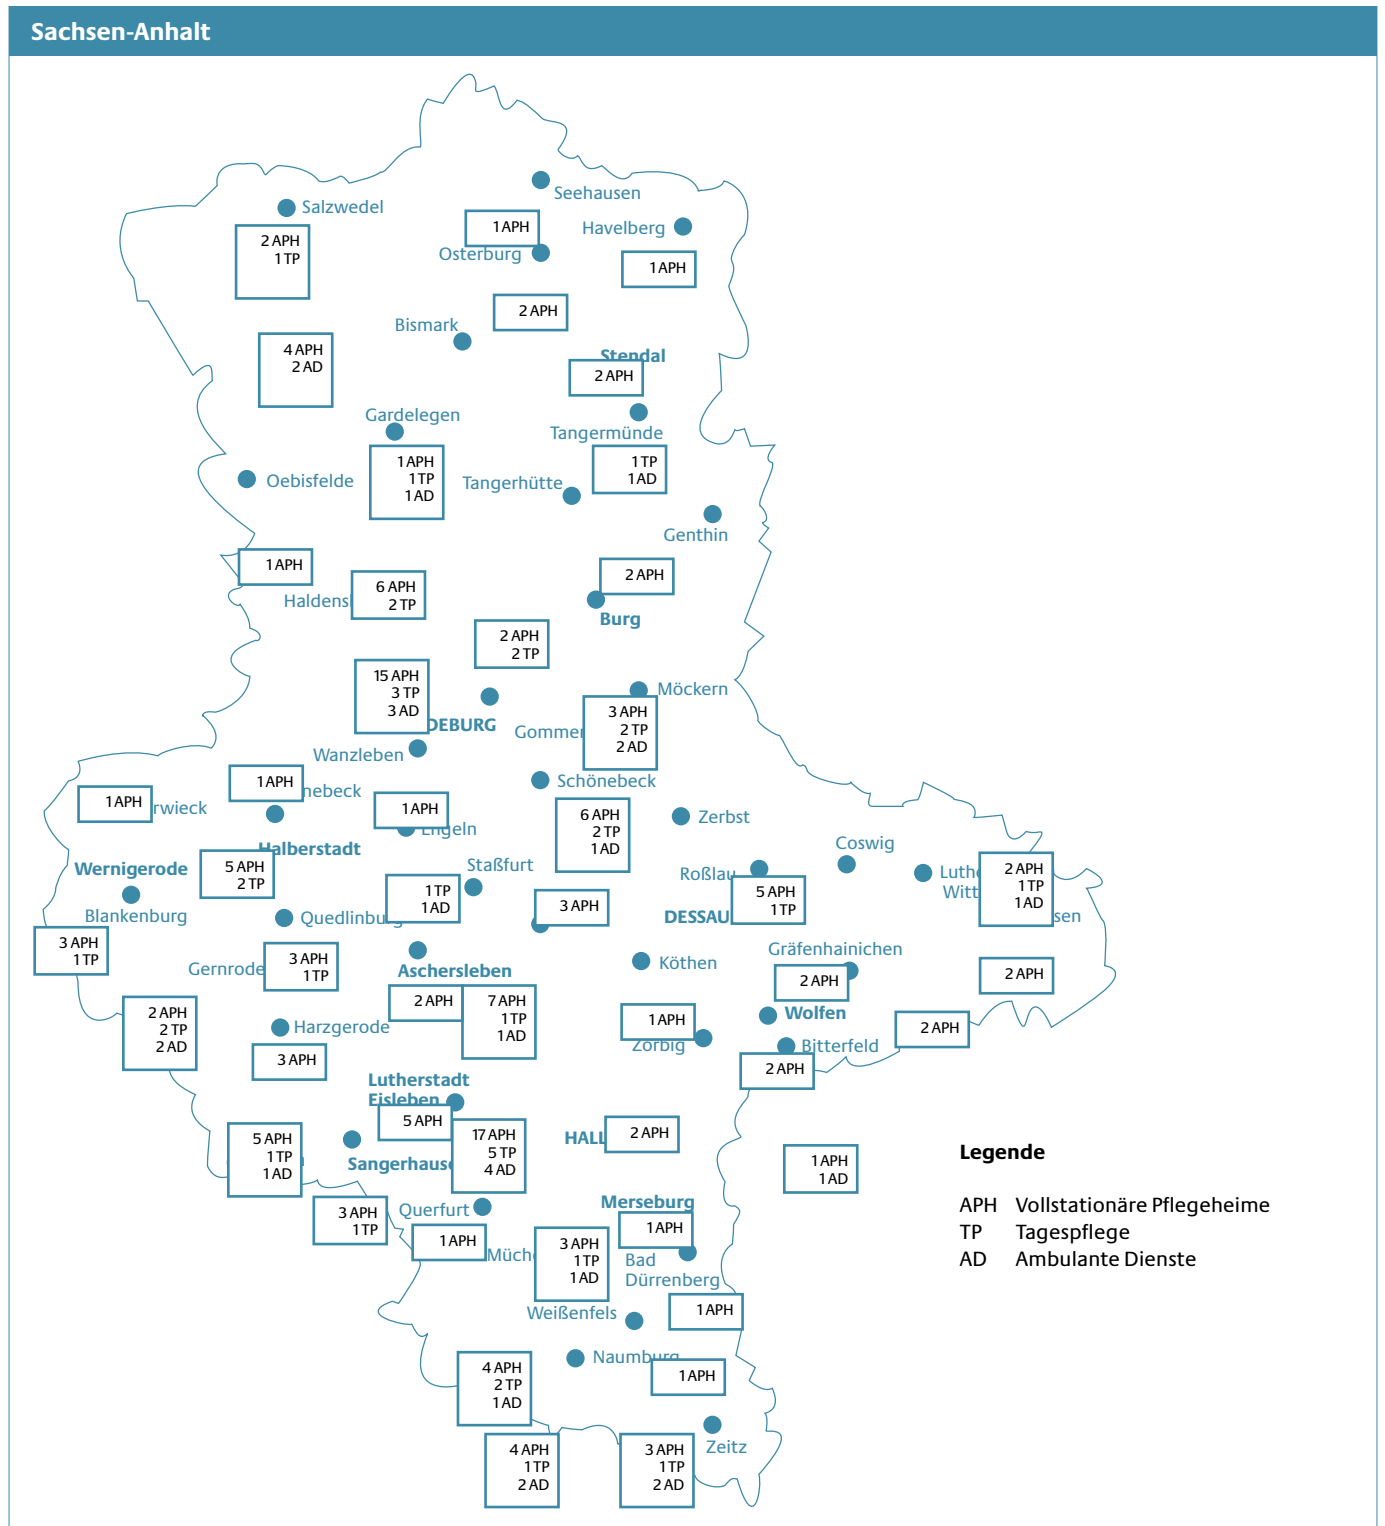 Sachsen-Anhalt
Seehausen
Salzwedel
1 APH
Havelberg
2 APH
1 TP
Osterburg
1 APH
2 APH
Bismark
4 APH
2 AD
Stendal
2 APH
Gardelegen
Tangermünde
1 APH
1 TP
1 AD
1 TP
1 AD
Oebisfelde
Tangerhütte
Genthin
1 APH
2 APH
6 APH
2 TP
Haldensl
Burg
2 APH
2 TP
15 APH
3 TP
3 AD
Möckern
3 APH
2 TP
2 AD
DEBURG
Gommer
Wanzleben
1 APH
Schönebeck
nebeck
1 APH
rwieck
1 APH
Engeln
6 APH
2 TP
1 AD
Zerbst
Coswig
Halberstadt
Wernigerode
5 APH
2 TP
Staßfurt
Roßlau
Luthe
Witt
2 APH
1 TP
1 AD
sen
1 TP
1 AD
5 APH
1 TP
Blankenburg
Quedlinburg
3 APH
DESSAU
3 APH
1 TP
Gräfenhainichen
Gernrode
3 APH
1 TP
Aschersleben
Köthen
2 APH
2 APH
2 APH
7 APH
1 TP
1 AD
2 APH
2 TP
2 AD
Harzgerode
1 APH
Zörbig
Wolfen
2 APH
Bitterfeld
3 APH
2 APH
Lutherstadt
Eisleben
5 APH
17 APH
5 TP
4 AD
HALL
2 APH
5 APH
1 TP
1 AD
Sangerhause
1 APH
1 AD
Legende
APH Vollstationäre Pflegeheime
TP Tagespflege
AD Ambulante Dienste
Merseburg
3 APH
1 TP
Querfurt
1 APH
1 APH
Müch
3 APH
1 TP
1 AD
Bad
Dürrenberg
Weißenfels
1 APH
Naumburg
4 APH
2 TP
1 AD
1 APH
Zeitz
4 APH
1 TP
2 AD
3 APH
1 TP
2 AD